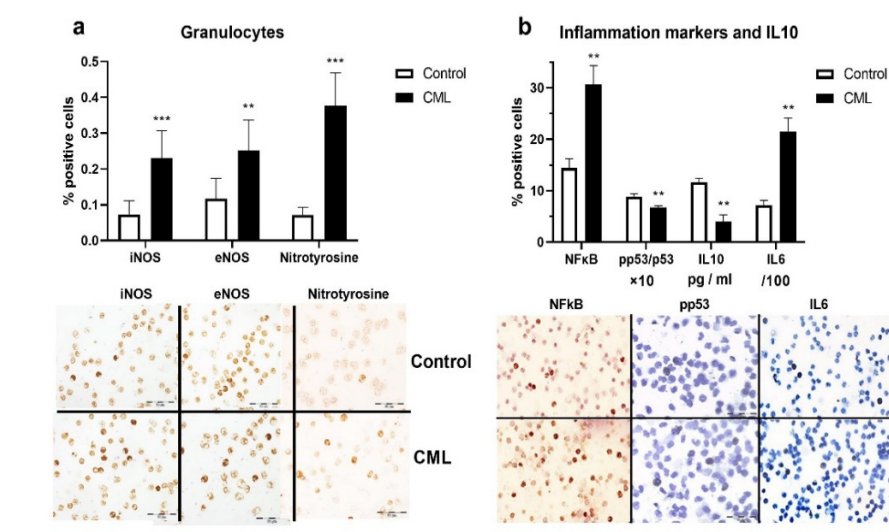 a
Granulocytes
0.5
0.4
0.3
0.2
0.1
0.0
% positive cells
***
**
***
iNOS
eNOS
Nitrotyrosine
Control
CML
iNOS
eNOS
Nitrotyrosine
Control
CML
b
Inflammation markers and IL10
30
20
10
0
% positive cells
**
**
**
**
NFκB
pp53/p53
IL10
IL6
×10
pg / ml
/100
Control
CML
NFkB
pp53
IL6